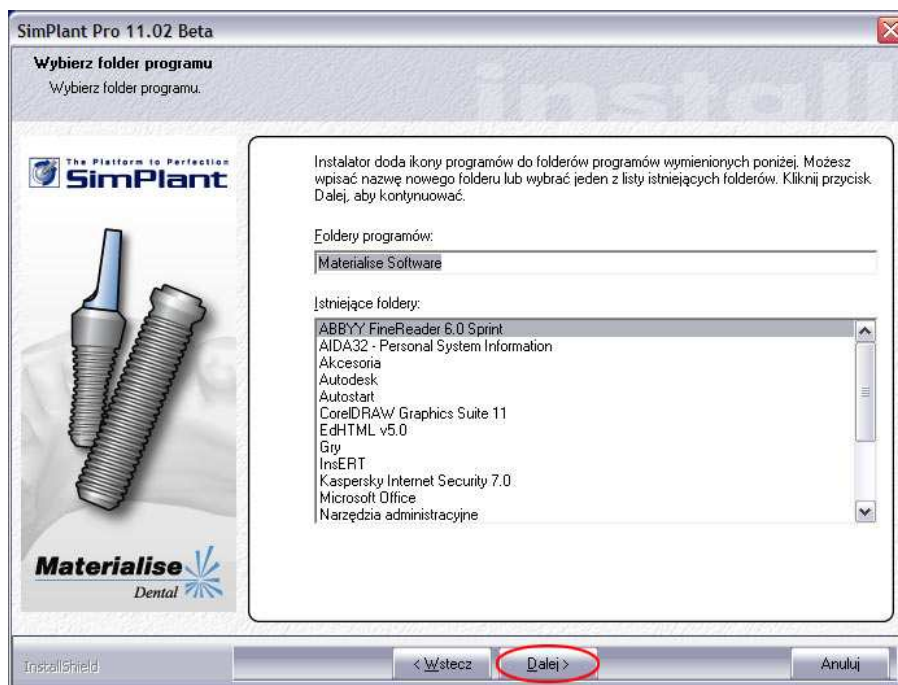 SimPlant Pro 11.02 Beta
Wybierz folder programu
Wybierz folder programu.
install
The Platform to Perfection
SimPlant
Instalator doda ikony programów do folderów programów wymienionych poniżej. Możesz
wpisać nazwę nowego folderu lub wybrać jeden z listy istniejących folderów. Kliknij przycisk
Dalej, aby kontynuować.
Foldery programów:
Materialise Software
Istniejące foldery:
ABBYY FineReader 6.0 Sprint
AIDA32 - Personal System Information
Akcesoria
Autodesk
Autostart
CorelDRAW Graphics Suite 11
EdHTML v5.0
Gry
InsERT
Kaspersky Internet Security 7.0
Microsoft Office
Narzędzia administracyjne
Materialise
Dental
InstallShield
< Wstecz
Dalej >
Anuluj